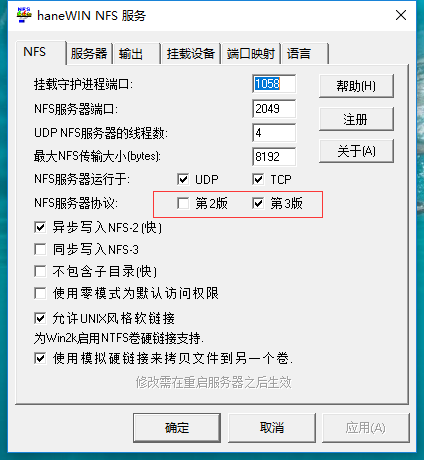 haneWIN NFS 服务
NFS 服务器 输出 挂载设备 端口映射 语言
挂载守护进程端口: 1058 帮助(H)
NFS服务器端口: 2049 注册
UDP NFS服务器的线程数: 4 关于(A)
最大NFS传输大小(bytes): 8192
NFS服务器运行于: UDP TCP
NFS服务器协议: 第2版 第3版
异步写入NFS-2(快)
同步写入NFS-3
不包含子目录(快)
使用零模式为默认访问权限
允许UNIX风格软链接
为Win2k启用NTFS卷硬链接支持.
使用模拟硬链接来拷贝文件到另一个卷.
修改需在重启服务器之后生效
确定 取消 应用(A)